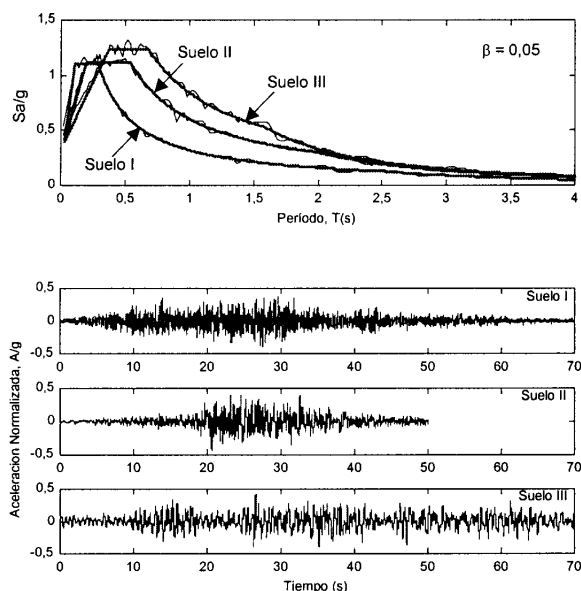 1,5
β = 0,05
Suelo II
1
Sa/g
Suelo III
0,5
Suelo I
0
0 0,5 1 1,5 2 2,5 3 3,5 4
Período, T(s)
Aceleracion Normalizada, A/g
0,5
Suelo I
0
-0,5
0 10 20 30 40 50 60 70
0,5
Suelo II
0
-0,5
0 10 20 30 40 50 60 70
0,5
Suelo III
0
-0,5
0 10 20 30 40 50 60 70
Tiempo (s)